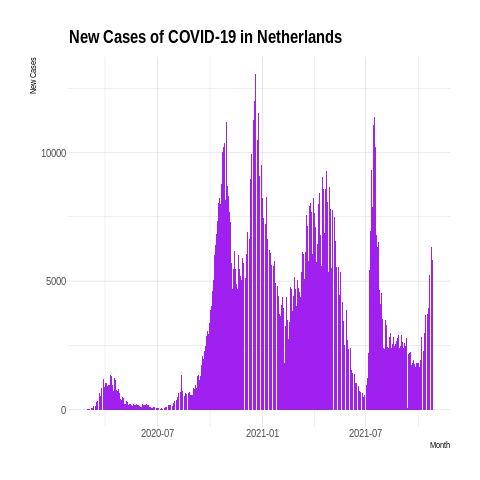 New Cases of COVID-19 in Netherlands
New Cases
10000
5000
0
2020-07
2021-01
2021-07
Month